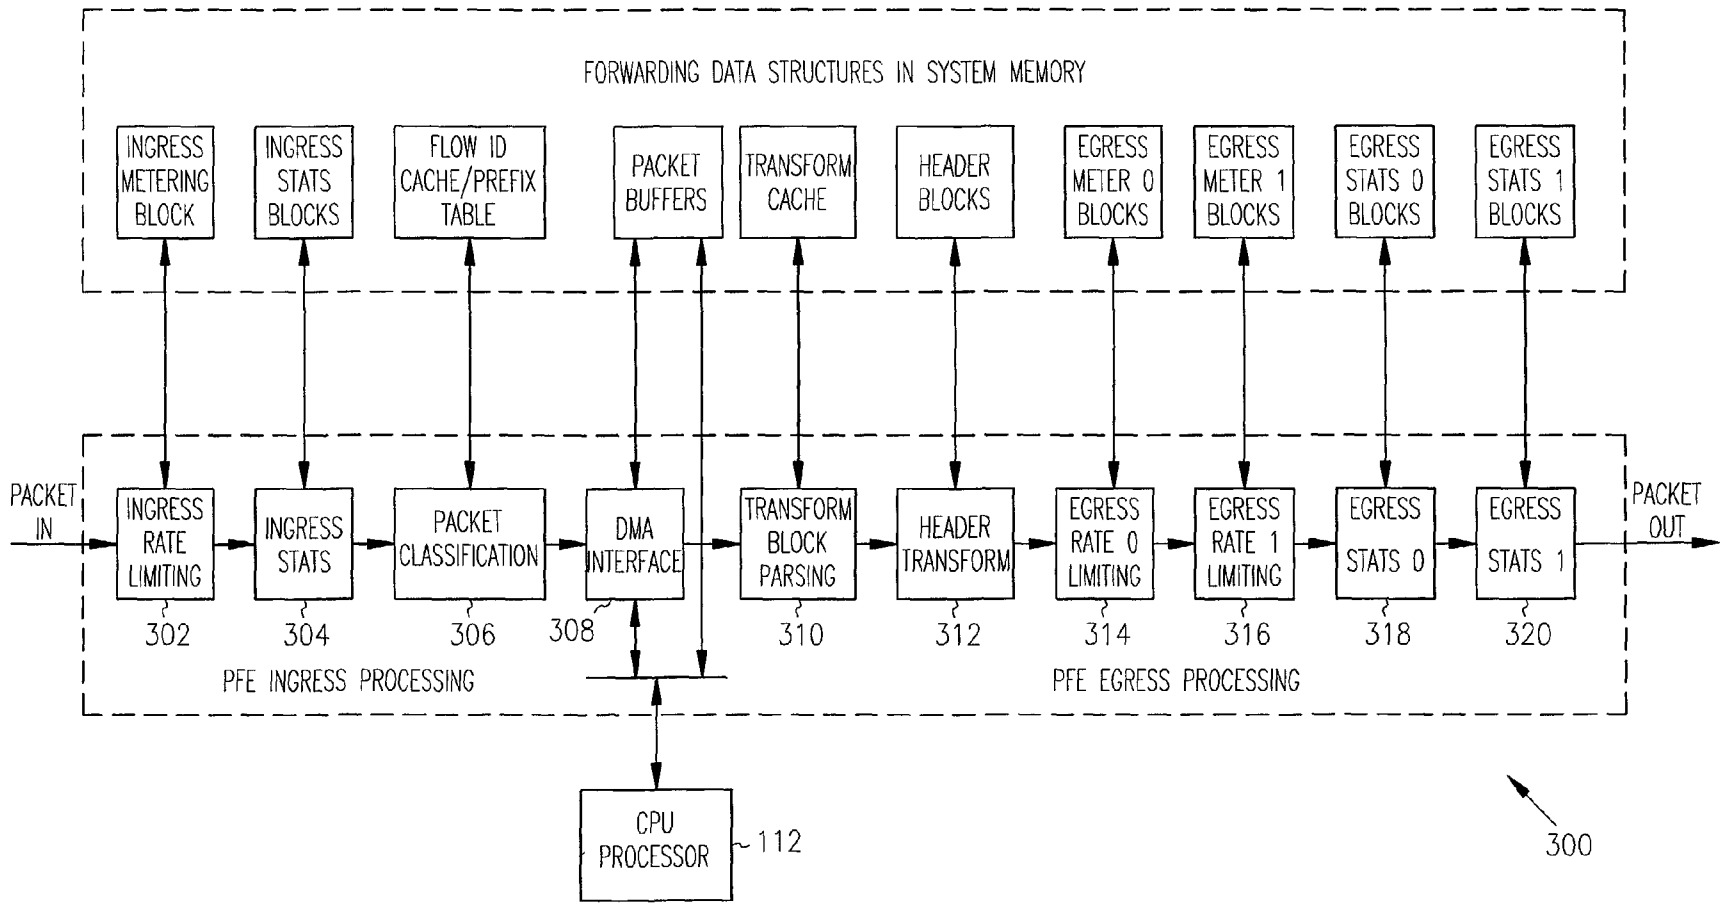 FORWARDING DATA STRUCTURES IN SYSTEM MEMORY
INGRESS
METERING
BLOCK
INGRESS
STATS
BLOCKS
FLOW ID
CACHE/PREFIX
TABLE
PACKET
BUFFERS
TRANSFORM
CACHE
HEADER
BLOCKS
EGRESS
METER 0
BLOCKS
EGRESS
METER 1
BLOCKS
EGRESS
STATS 0
BLOCKS
EGRESS
STATS 1
BLOCKS
PACKET
IN
INGRESS
RATE
LIMITING
302
INGRESS
STATS
304
PACKET
CLASSIFICATION
306
DMA
INTERFACE
308
TRANSFORM
BLOCK
PARSING
310
HEADER
TRANSFORM
312
EGRESS
RATE 0
LIMITING
314
EGRESS
RATE 1
LIMITING
316
EGRESS
STATS 0
318
EGRESS
STATS 1
320
PACKET
OUT
PFE INGRESS PROCESSING
PFE EGRESS PROCESSING
CPU
PROCESSOR
112
300